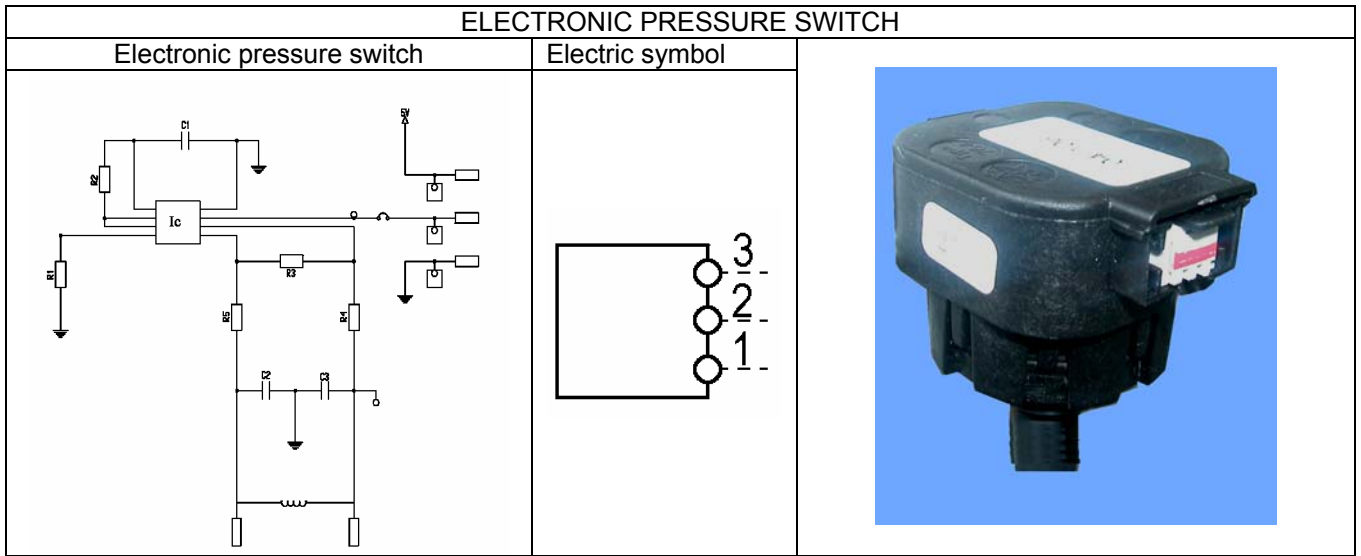 ELECTRONIC PRESSURE SWITCH
Electronic pressure switch
Electric symbol
C1
5V
R2
Ic
R1
R3
R5
R4
C2
C3
3
2
1